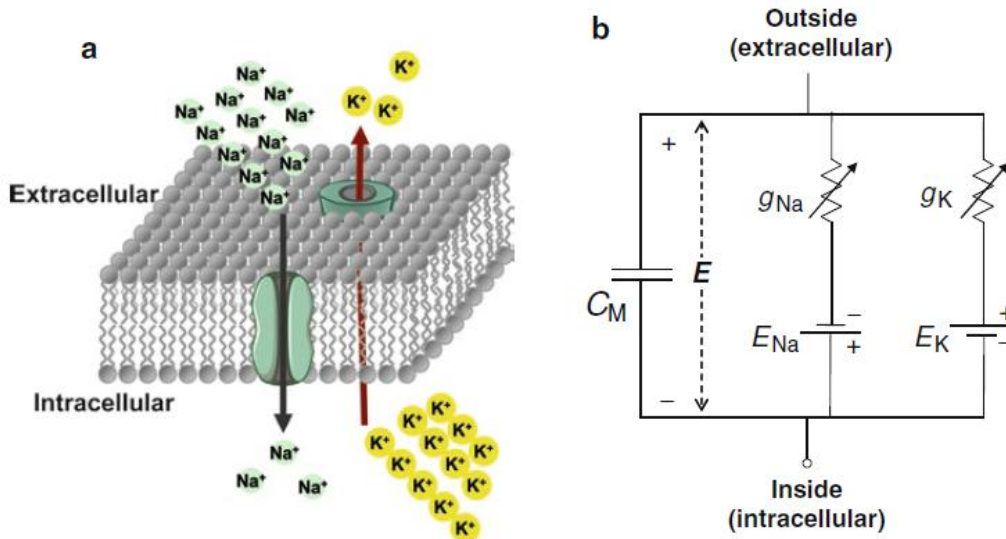 a
Na⁺
Na⁺
Na⁺
Na⁺
Na⁺
Na⁺
Na⁺
Na⁺
Na⁺
Na⁺
Na⁺
Na⁺
K⁺
K⁺
K⁺
Extracellular
Intracellular
Na⁺
Na⁺
Na⁺
K⁺
K⁺
K⁺
K⁺
K⁺
K⁺
K⁺
K⁺
K⁺
K⁺
K⁺
K⁺
b
Outside
(extracellular)
+
gNa
gK
E
CM
−
ENa
+
EK
+
−
−
Inside
(intracellular)